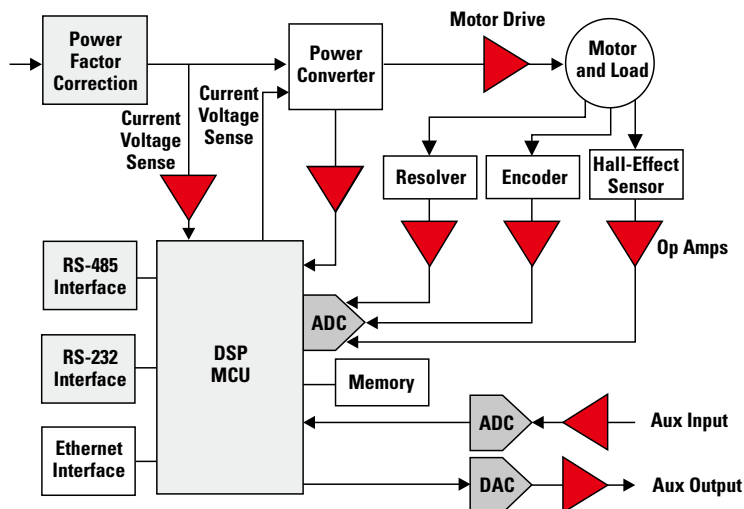 Power
Factor
Correction
Power
Converter
Motor Drive
Motor
and Load
Current
Voltage
Sense
Current
Voltage
Sense
Resolver
Encoder
Hall-Effect
Sensor
Op Amps
RS-485
Interface
ADC
RS-232
Interface
DSP
MCU
Memory
Ethernet
Interface
ADC
Aux Input
DAC
Aux Output